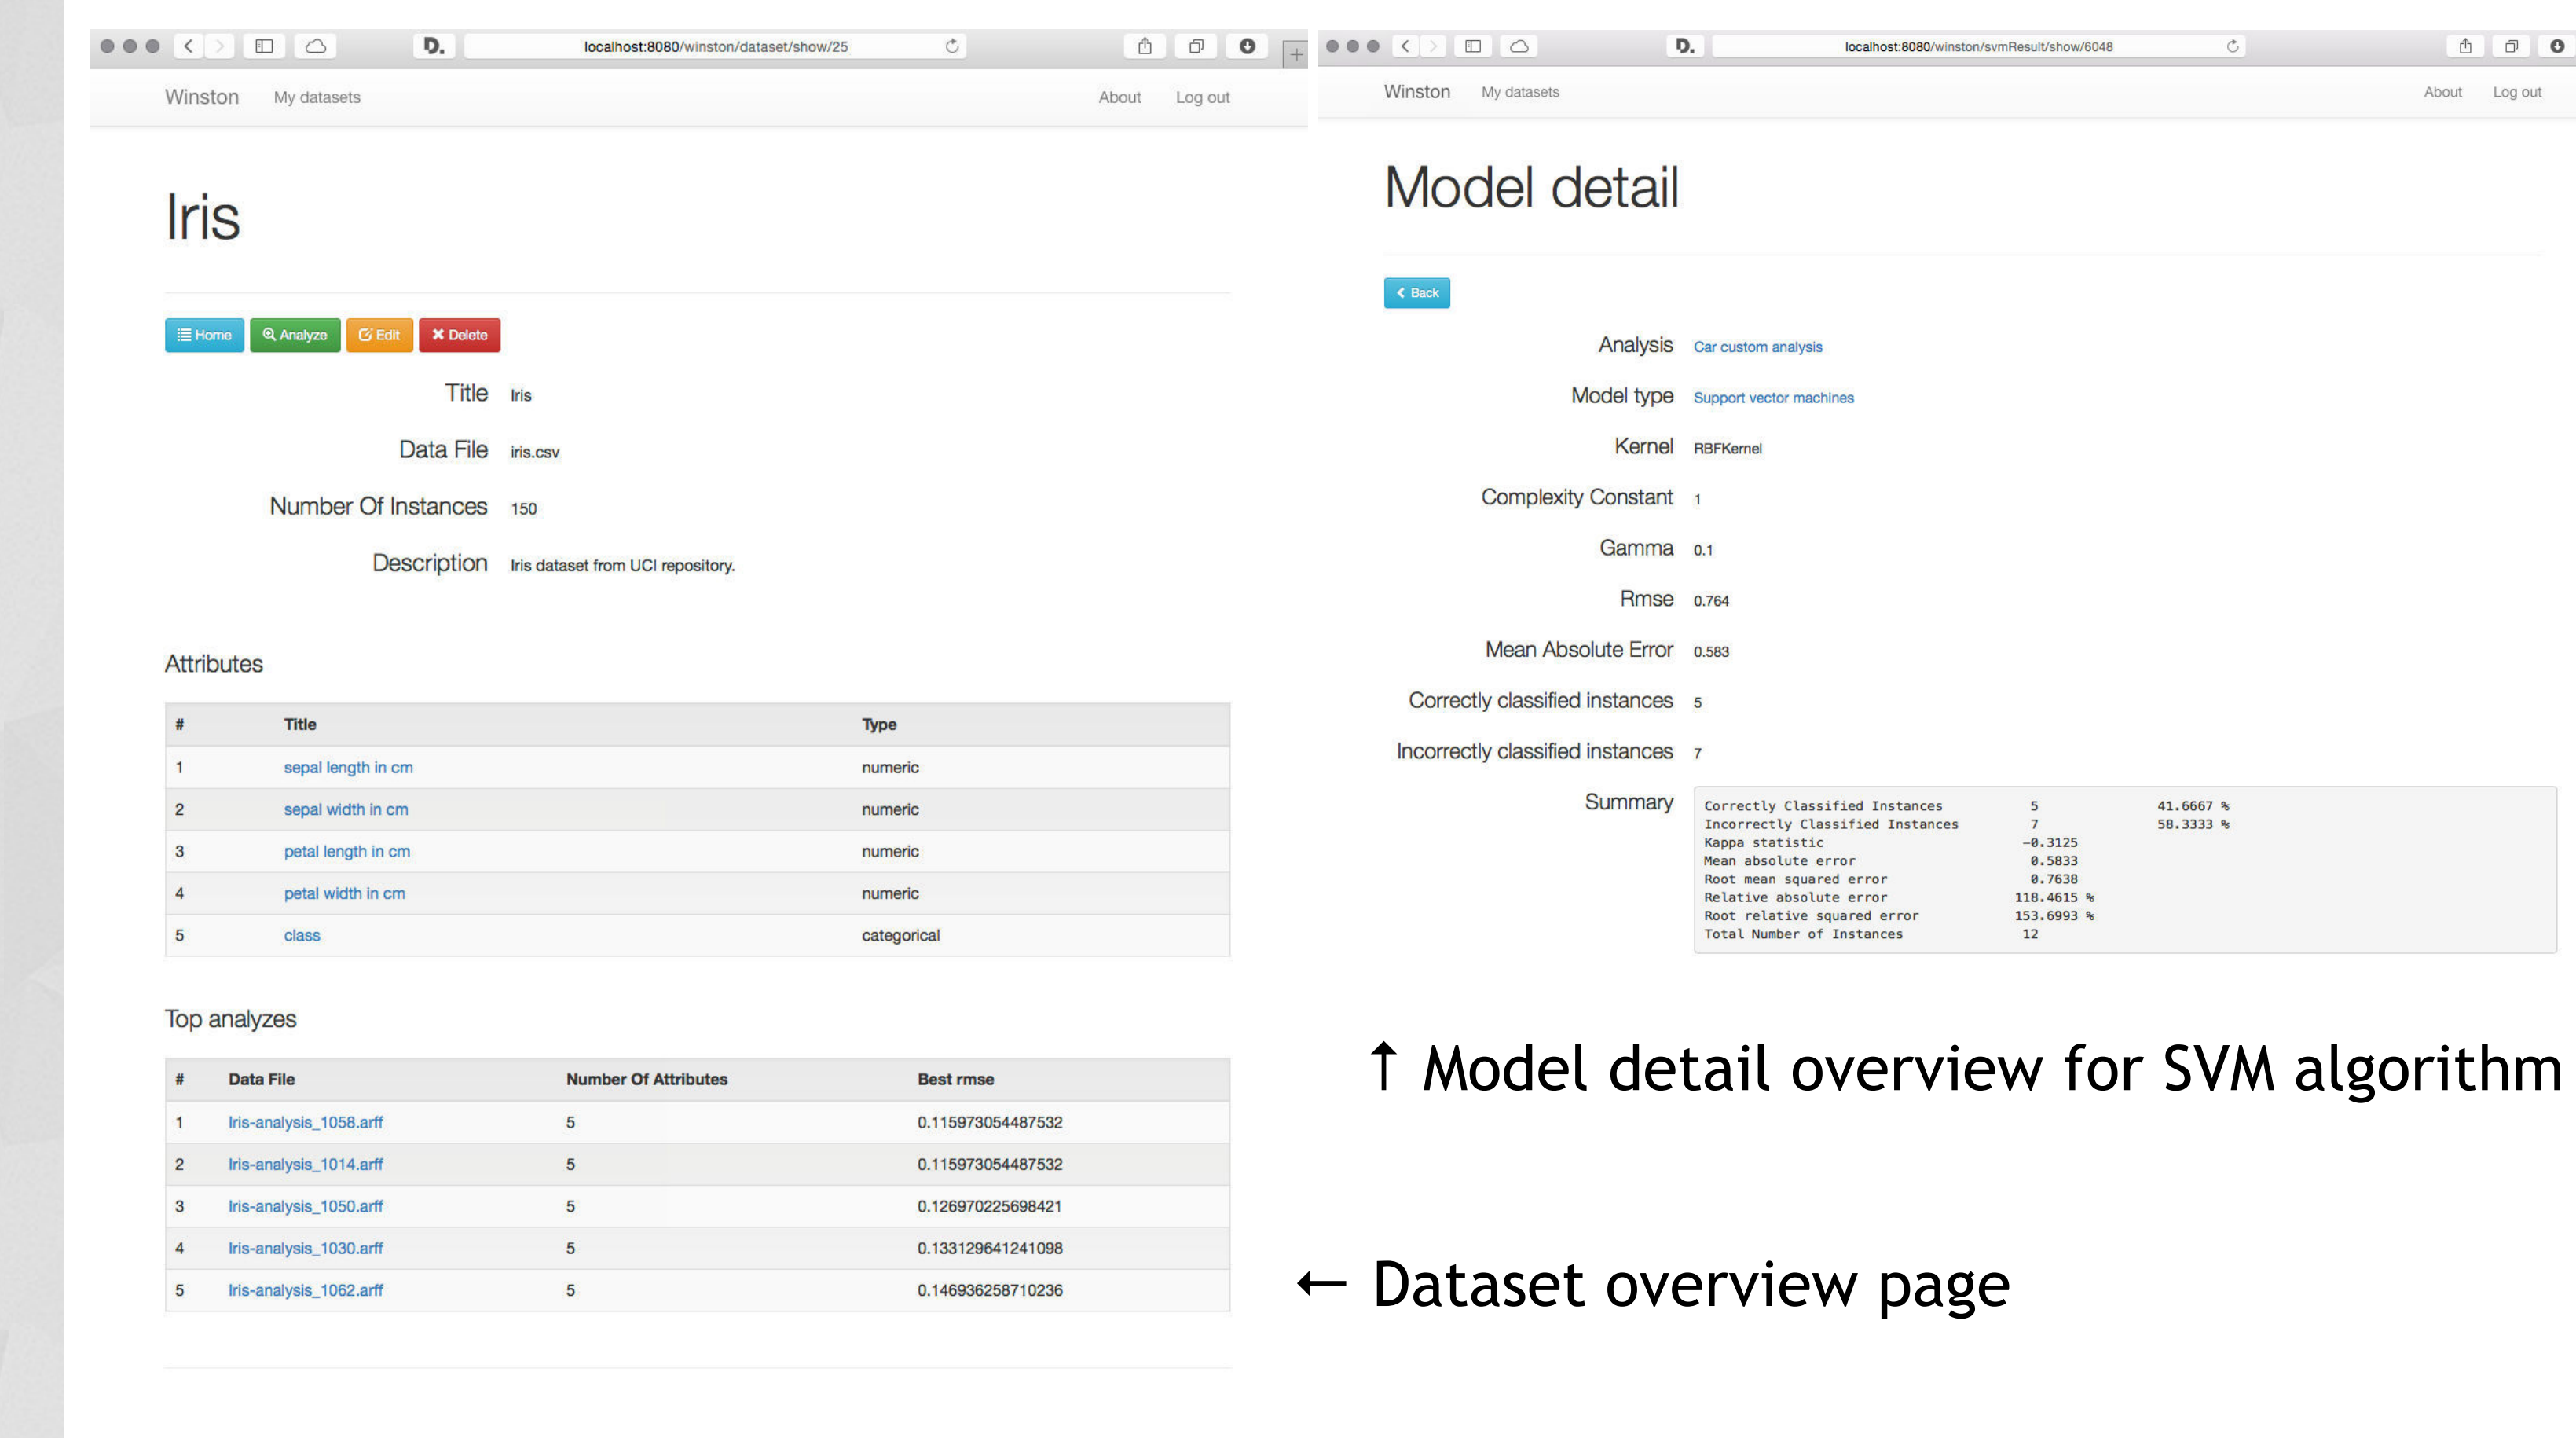 D.
localhost:8080/winston/dataset/show/25
Winston My datasets About Log out
Iris
Home Analyze Edit Delete
Title Iris
Data File iris.csv
Number Of Instances 150
Description Iris dataset from UCI repository.
Attributes
# Title Type
1 sepal length in cm numeric
2 sepal width in cm numeric
3 petal length in cm numeric
4 petal width in cm numeric
5 class categorical
Top analyzes
# Data File Number Of Attributes Best rmse
1 Iris-analysis_1058.arff 5 0.115973054487532
2 Iris-analysis_1014.arff 5 0.115973054487532
3 Iris-analysis_1050.arff 5 0.126970225698421
4 Iris-analysis_1030.arff 5 0.133129641241098
5 Iris-analysis_1062.arff 5 0.146936258710236
D.
localhost:8080/winston/svmResult/show/6048
Winston My datasets About Log out
Model detail
Back
Analysis Car custom analysis
Model type Support vector machines
Kernel RBFKernel
Complexity Constant 1
Gamma 0.1
Rmse 0.764
Mean Absolute Error 0.583
Correctly classified instances 5
Incorrectly classified instances 7
Summary
Correctly Classified Instances 5 41.6667 %
Incorrectly Classified Instances 7 58.3333 %
Kappa statistic -0.3125
Mean absolute error 0.5833
Root mean squared error 0.7638
Relative absolute error 118.4615 %
Root relative squared error 153.6993 %
Total Number of Instances 12
↑ Model detail overview for SVM algorithm
← Dataset overview page